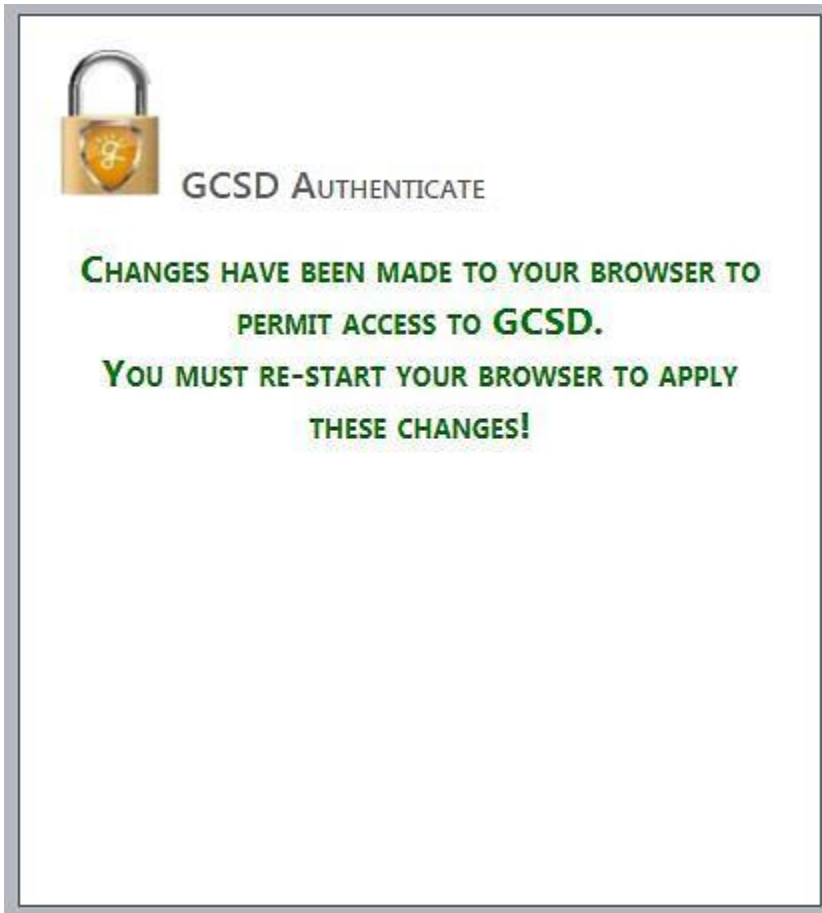 GCSD Authenticate
Changes have been made to your browser to
permit access to GCSD.
You must re-start your browser to apply
these changes!